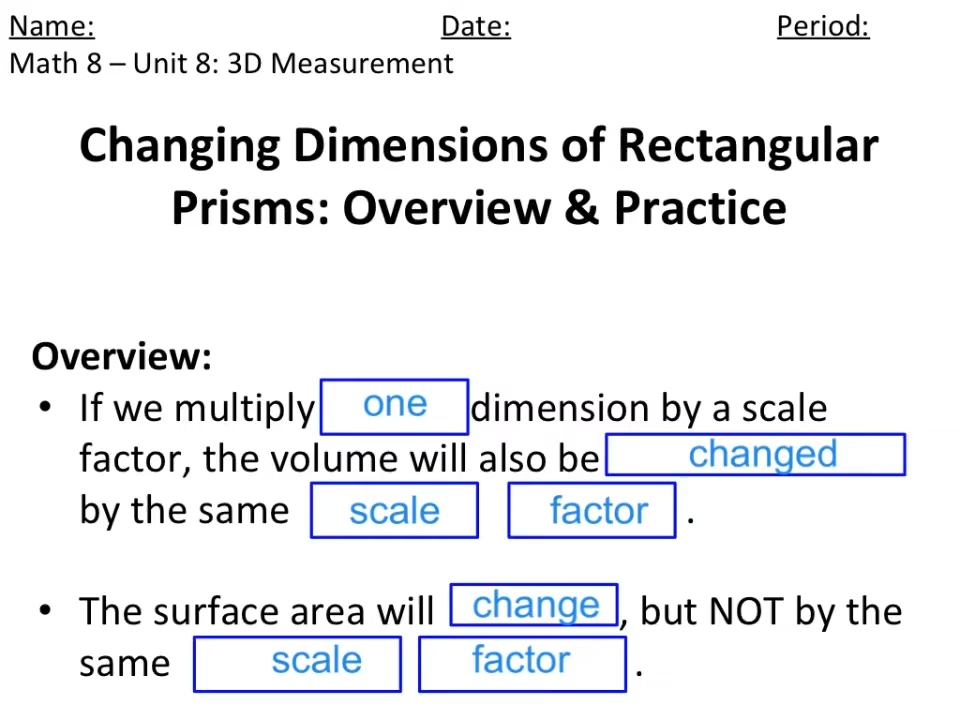 Name: Date: Period:
Math 8 – Unit 8: 3D Measurement
Changing Dimensions of Rectangular
Prisms: Overview & Practice
Overview:
• If we multiply one dimension by a scale
factor, the volume will also be changed
by the same scale factor .
• The surface area will change , but NOT by the
same scale factor .